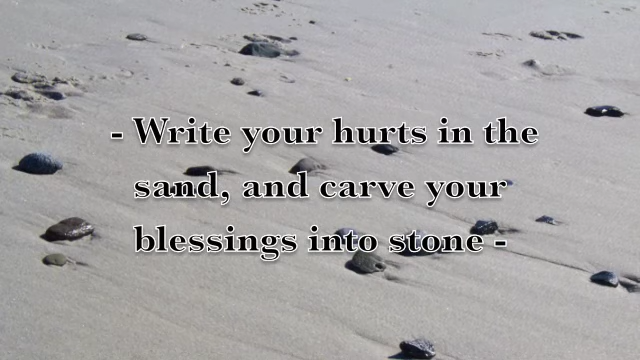 - Write your hurts in the
sand, and carve your
blessings into stone -